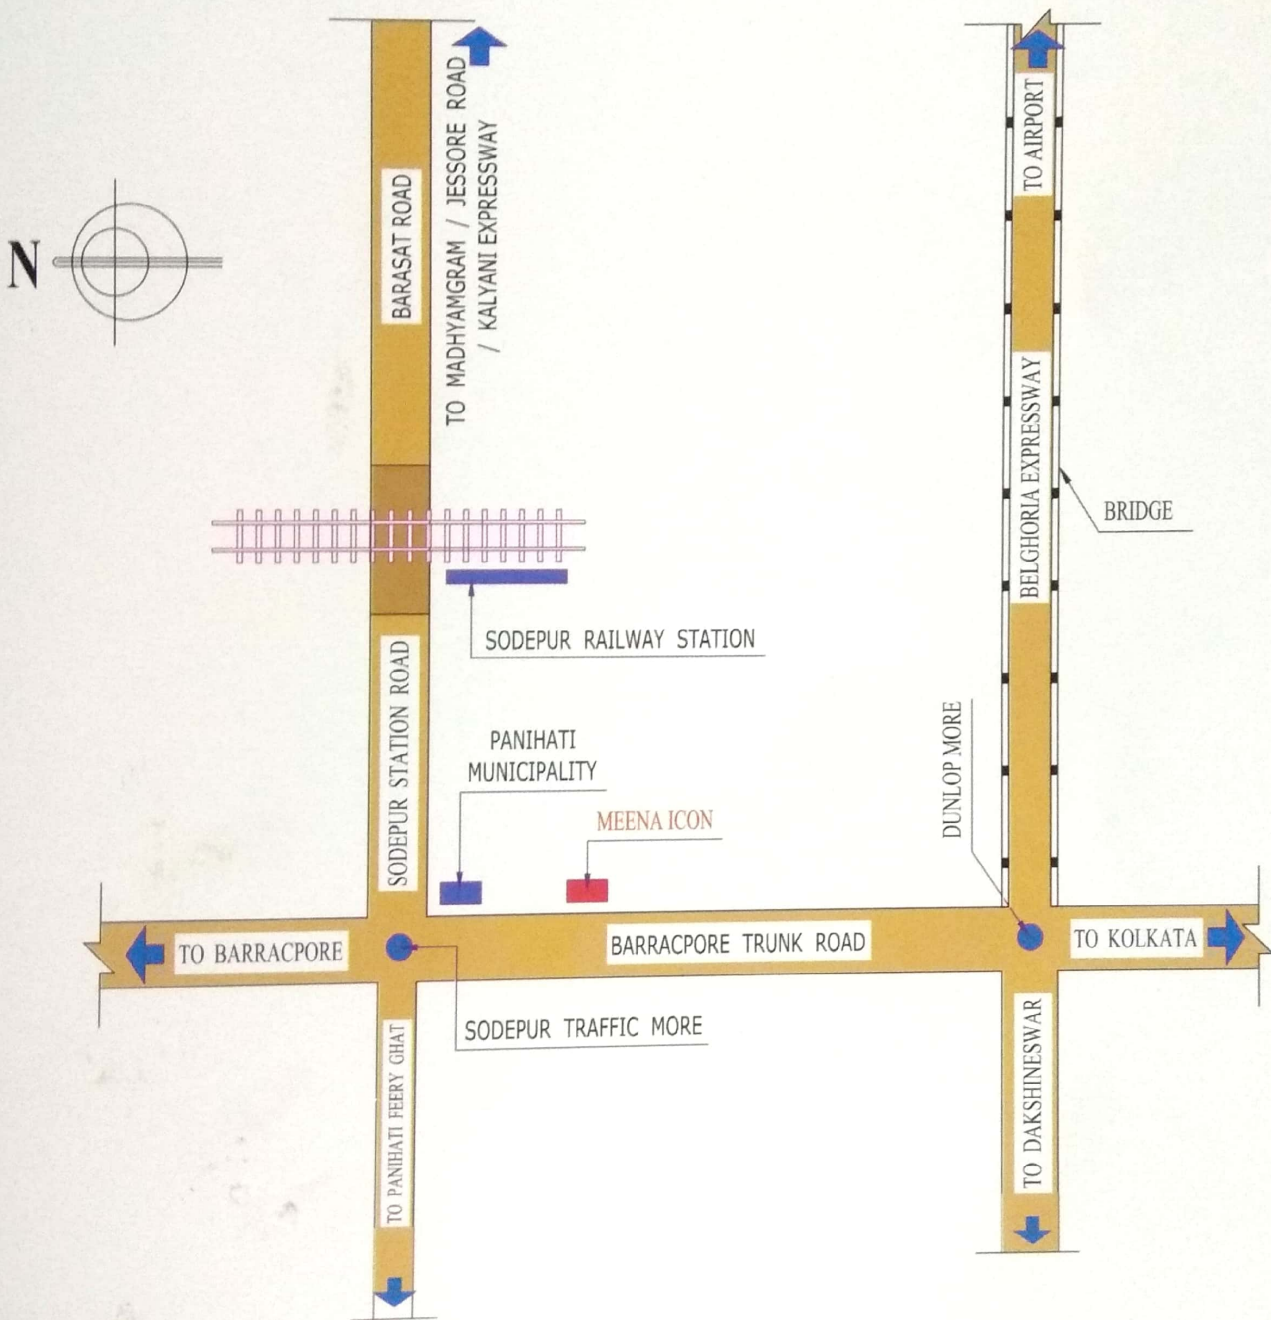 TO MADHYAMGRAM / JESSORE ROAD
/ KALYANI EXPRESSWAY
TO AIRPORT
BARASAT ROAD
N
BELGHORIA EXPRESSWAY
BRIDGE
SODEPUR RAILWAY STATION
SODEPUR STATION ROAD
PANIHATI
MUNICIPALITY
MEENA ICON
DUNLOP MORE
TO BARRACPORE
BARRACPORE TRUNK ROAD
TO KOLKATA
SODEPUR TRAFFIC MORE
TO PANIHATI FEERY GHAT
TO DAKSHINESWAR